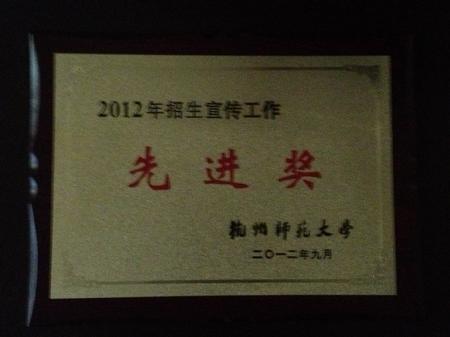 2012年招生宣传工作
先进奖
杭州师范大学
二〇一二年九月